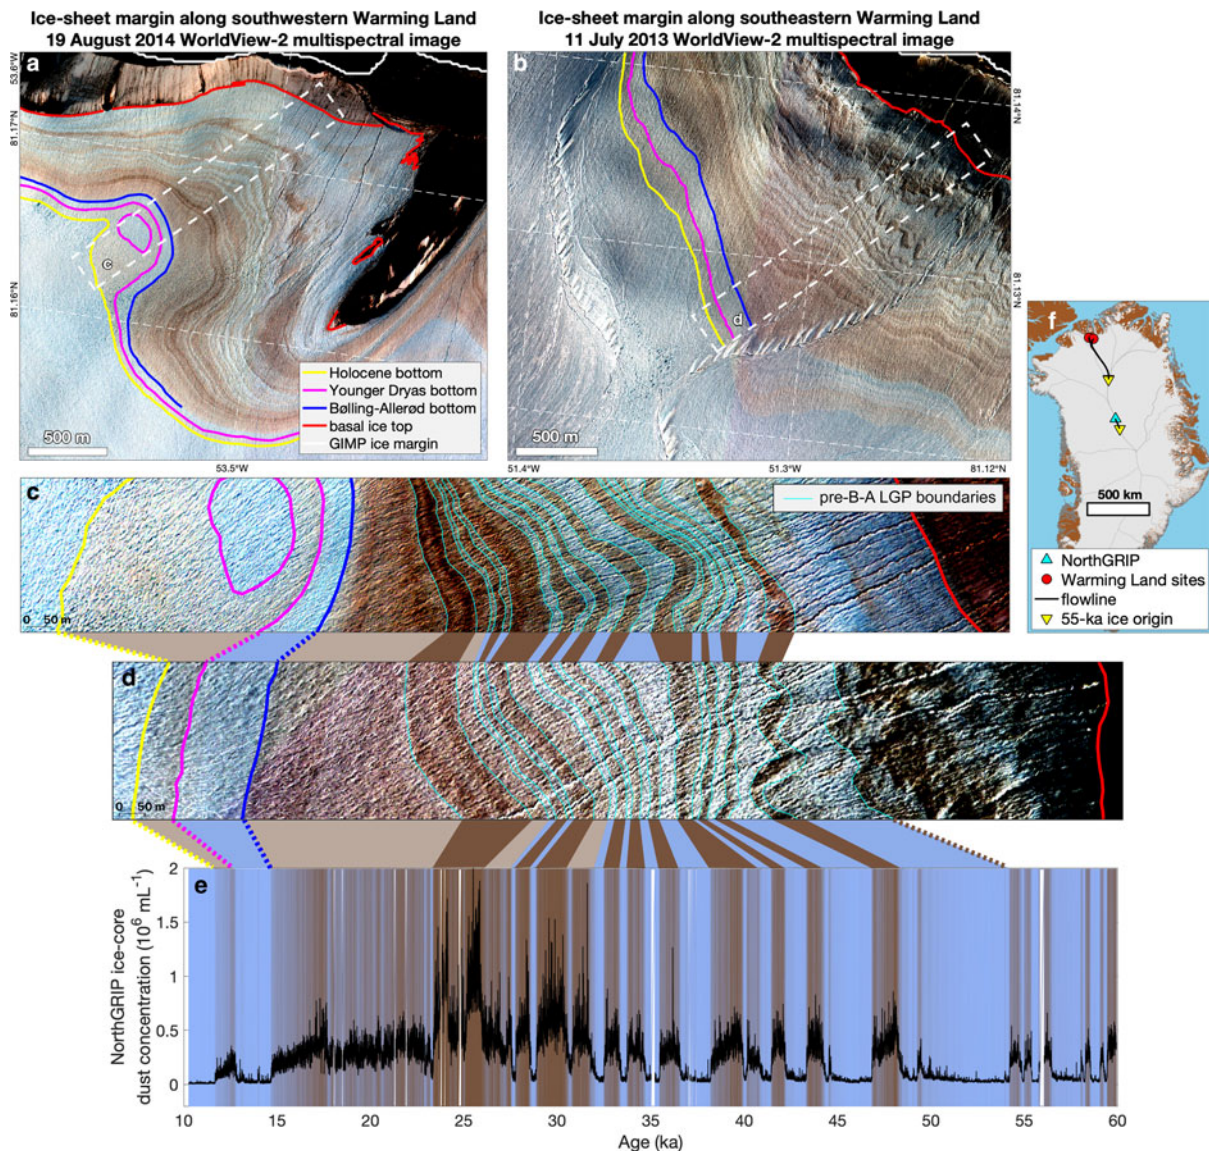 Ice-sheet margin along southwestern Warming Land
19 August 2014 WorldView-2 multispectral image
Ice-sheet margin along southeastern Warming Land
11 July 2013 WorldView-2 multispectral image
53.6°W
a
81.17°N
81.16°N
c
Holocene bottom
Younger Dryas bottom
Bølling-Allerød bottom
basal ice top
GIMP ice margin
500 m
53.5°W
b
81.14°N
81.13°N
d
500 m
51.4°W
51.3°W
81.12°N
f
500 km
NorthGRIP
Warming Land sites
flowline
55-ka ice origin
c
pre-B-A LGP boundaries
0 50 m
d
0 50 m
e
NorthGRIP ice-core
dust concentration (10⁶ mL⁻¹)
2
1.5
1
0.5
0
10 15 20 25 30 35 40 45 50 55 60
Age (ka)